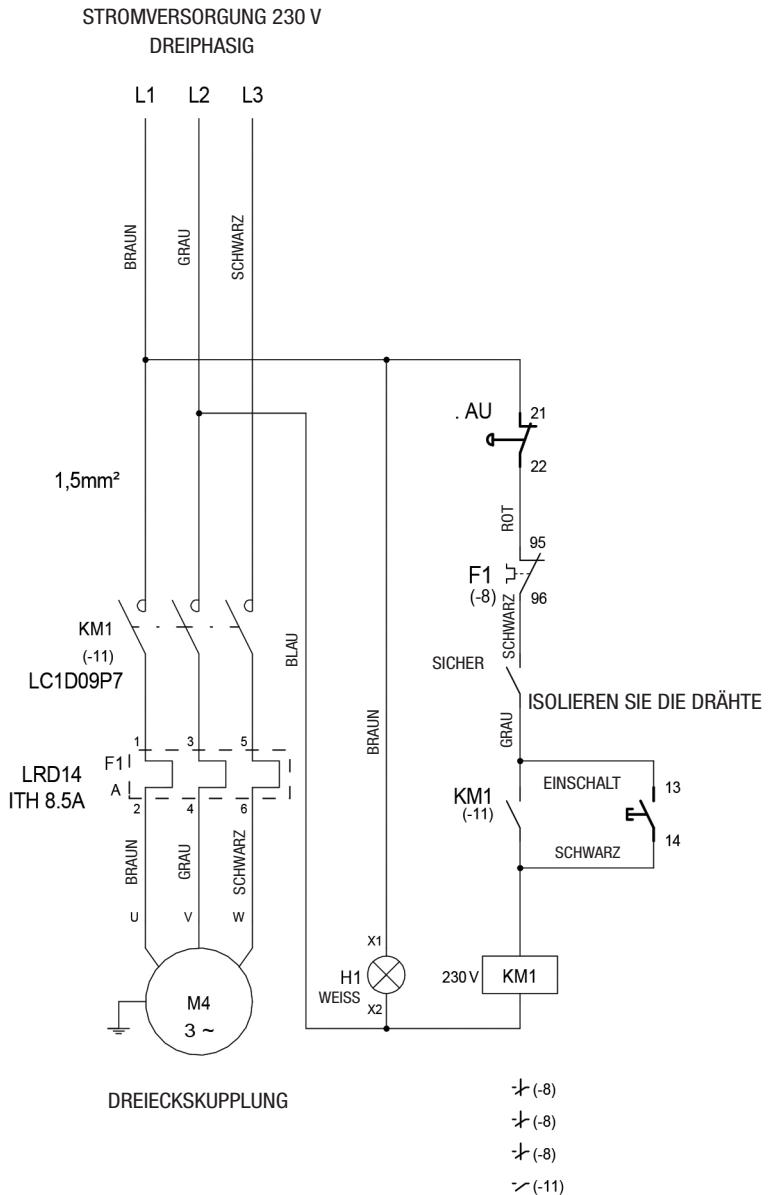 STROMVERSORGUNG 230 V
DREIPHASIG
L1 L2 L3
BRAUN
GRAU
SCHWARZ
. AU
21
22
1,5mm²
ROT
95
F1
(-8)
96
SCHWARZ
KM1
(-11)
LC1D09P7
BLAU
BRAUN
SICHER
ISOLIEREN SIE DIE DRÄHTE
GRAU
1 3 5
F1
A
LRD14
ITH 8.5A
2 4 6
EINSCHALT
13
KM1
(-11)
14
SCHWARZ
BRAUN
GRAU
SCHWARZ
U V W
X1
H1
WEISS
X2
230 V
KM1
M4
3 ~
DREIECKSKUPPLUNG
(-8)
(-8)
(-8)
(-11)